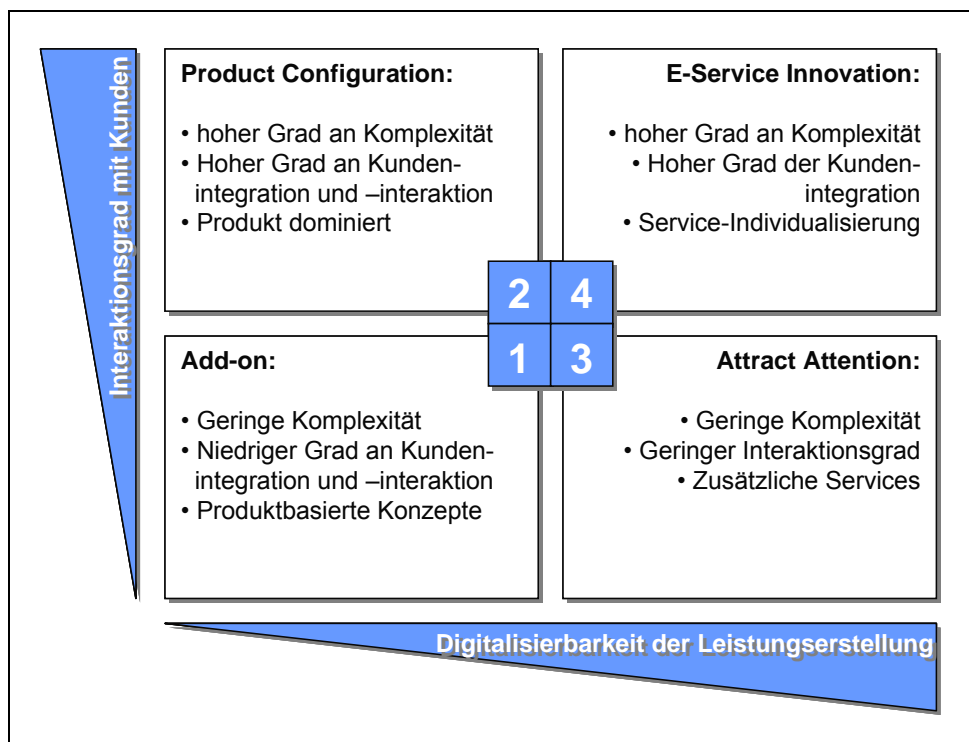 Interaktionsgrad mit Kunden
Product Configuration:
• hoher Grad an Komplexität
• Hoher Grad an Kunden-
integration und –interaktion
• Produkt dominiert
E-Service Innovation:
• hoher Grad an Komplexität
• Hoher Grad der Kunden-
integration
• Service-Individualisierung
2 4
1 3
Add-on:
• Geringe Komplexität
• Niedriger Grad an Kunden-
integration und –interaktion
• Produktbasierte Konzepte
Attract Attention:
• Geringe Komplexität
• Geringer Interaktionsgrad
• Zusätzliche Services
Digitalisierbarkeit der Leistungserstellung